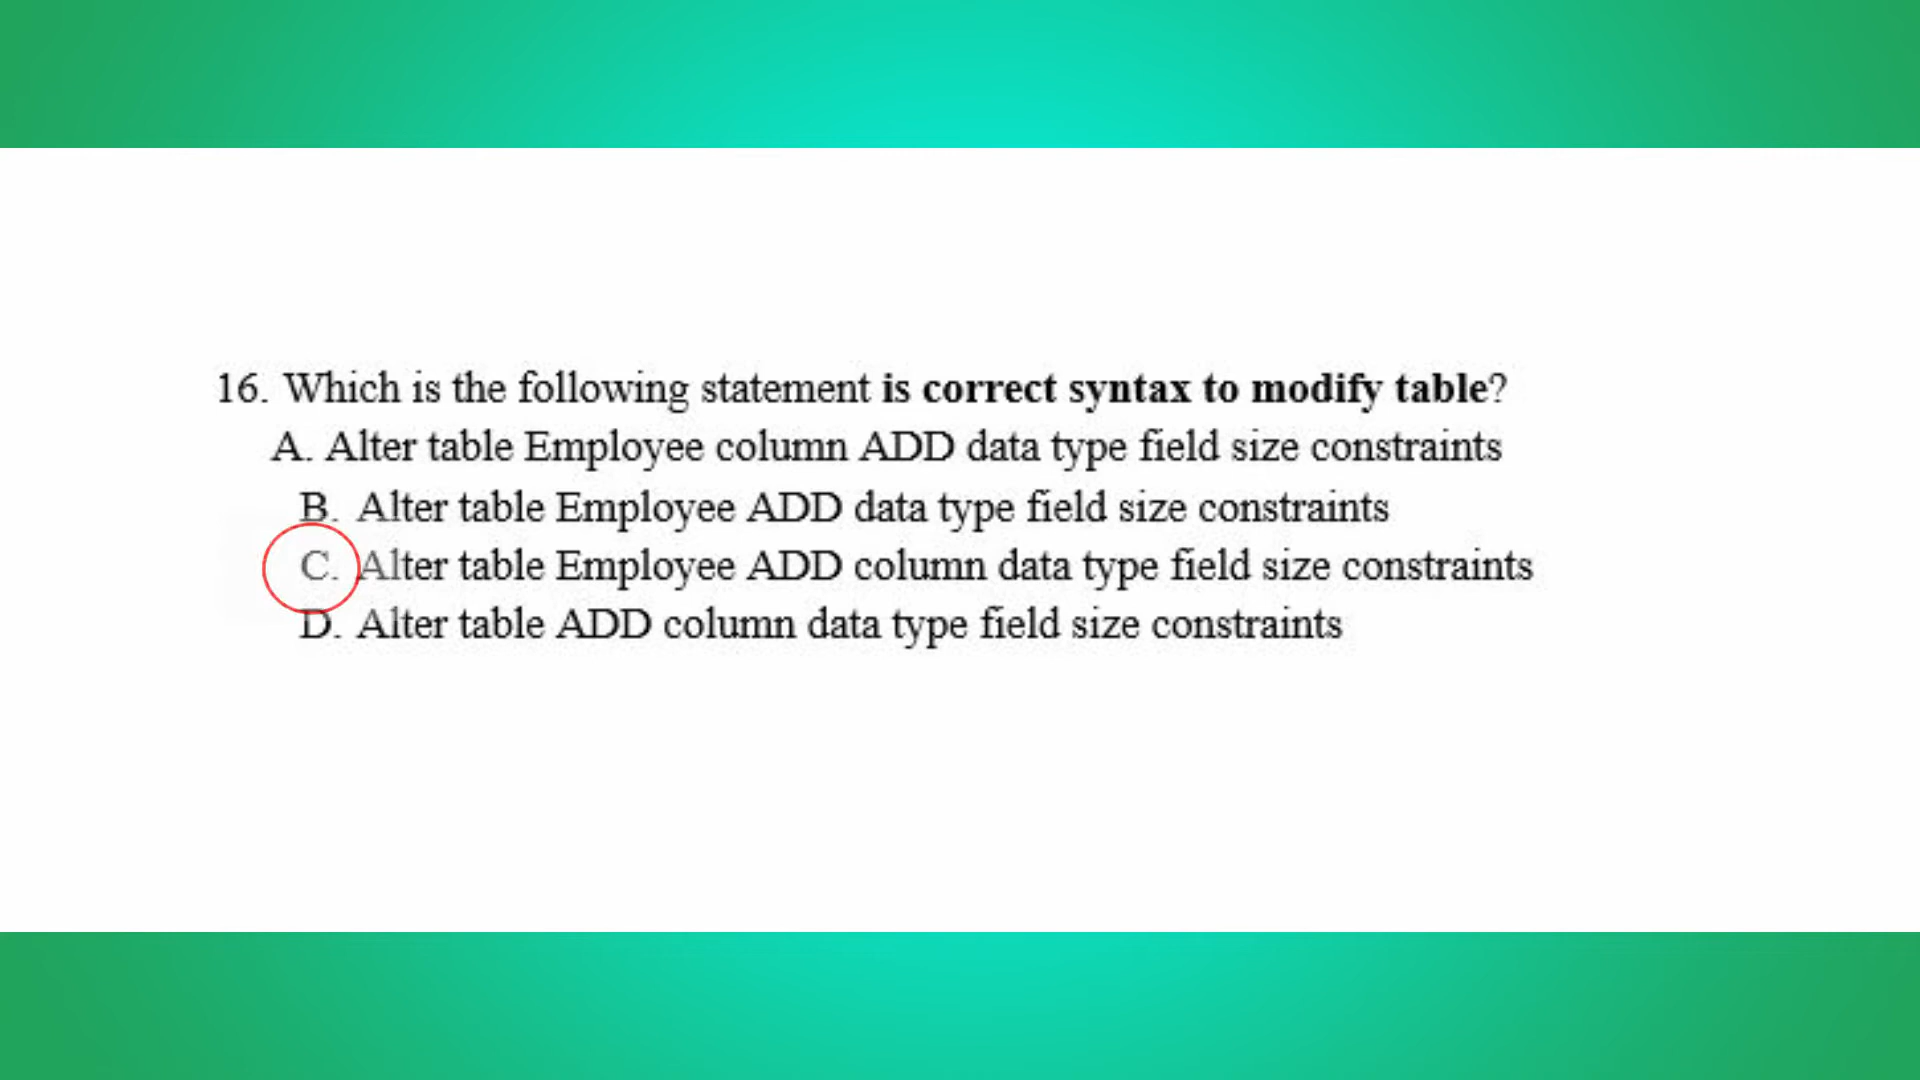 16. Which is the following statement is correct syntax to modify table?
A. Alter table Employee column ADD data type field size constraints
B. Alter table Employee ADD data type field size constraints
C. Alter table Employee ADD column data type field size constraints
D. Alter table ADD column data type field size constraints